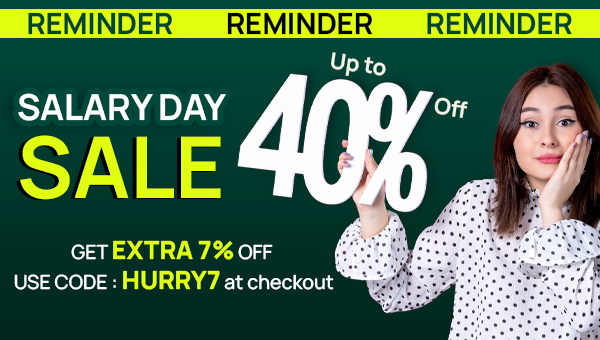 REMINDER REMINDER REMINDER
Up to
40%
Off
SALARY DAY
SALE
GET EXTRA 7% OFF
USE CODE : HURRY7 at checkout